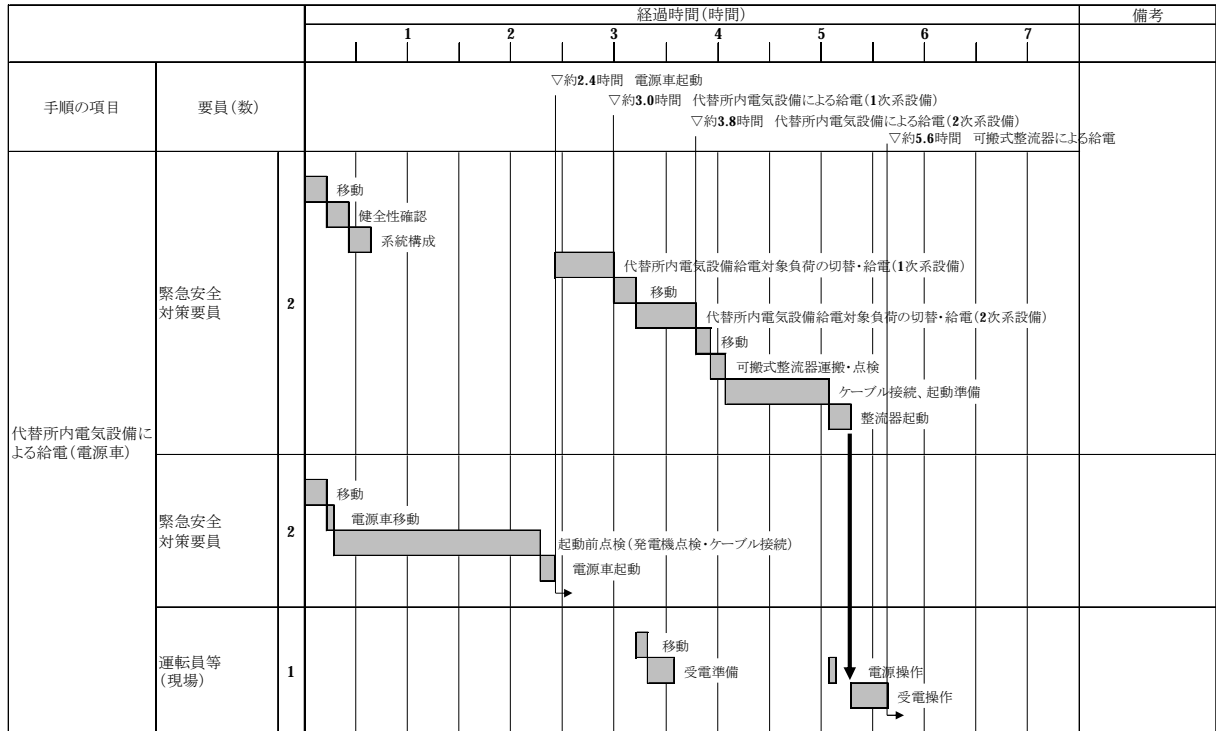 経過時間（時間）
備考
1 2 3 4 5 6 7
手順の項目
要員（数）
▽約2.4時間 電源車起動
▽約3.0時間 代替所内電気設備による給電（1次系設備）
▽約3.8時間 代替所内電気設備による給電（2次系設備）
▽約5.6時間 可搬式整流器による給電
代替所内電気設備に
よる給電（電源車）
緊急安全
対策要員
2
移動
健全性確認
系統構成
代替所内電気設備給電対象負荷の切替・給電（1次系設備）
移動
代替所内電気設備給電対象負荷の切替・給電（2次系設備）
移動
可搬式整流器運搬・点検
ケーブル接続、起動準備
整流器起動
緊急安全
対策要員
2
移動
電源車移動
起動前点検（発電機点検・ケーブル接続）
電源車起動
運転員等
（現場）
1
移動
受電準備
電源操作
受電操作